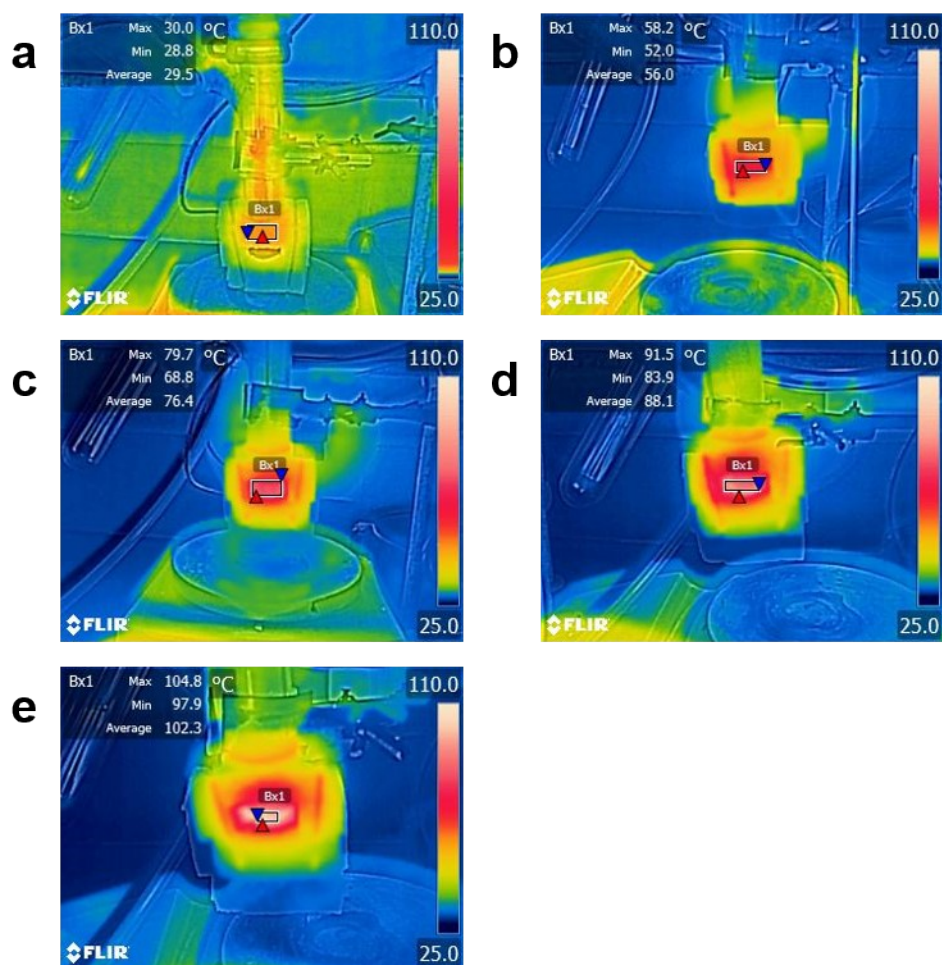 a
Bx1 Max 30.0 °C 110.0
Min 28.8
Average 29.5
Bx1
FLIR 25.0
b
Bx1 Max 58.2 °C 110.0
Min 52.0
Average 56.0
Bx1
FLIR 25.0
c
Bx1 Max 79.7 °C 110.0
Min 68.8
Average 76.4
Bx1
FLIR 25.0
d
Bx1 Max 91.5 °C 110.0
Min 83.9
Average 88.1
Bx1
FLIR 25.0
e
Bx1 Max 104.8 °C 110.0
Min 97.9
Average 102.3
Bx1
FLIR 25.0